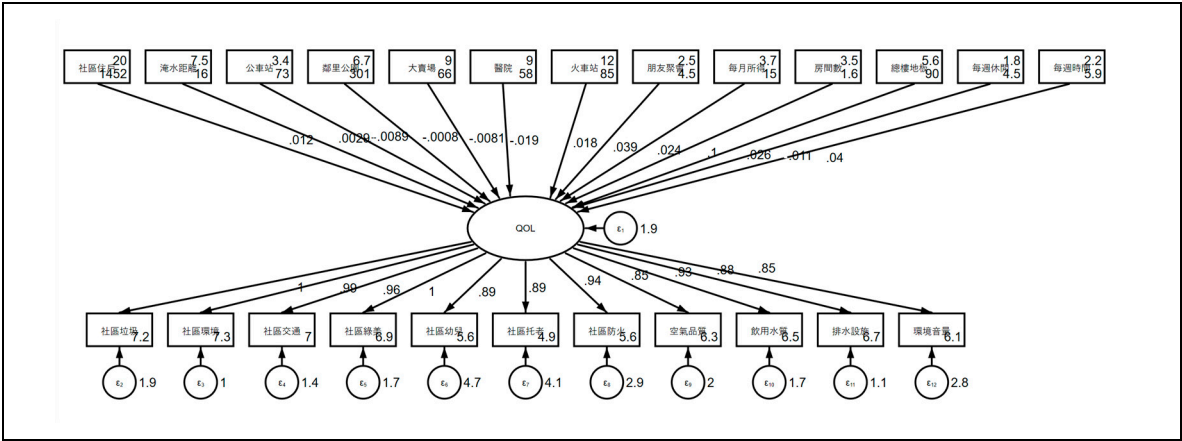 社區住戶 20 1452
淹水距離 7.5 16
公車站 3.4 73
鄰里公園 6.7 301
大賣場 9 66
醫院 9 58
火車站 12 85
朋友聚會 2.5 4.5
每月所得 3.7 15
房間數 3.5 1.6
總樓地板 5.6 90
每週休閒 1.8 4.5
每週時間 2.2 5.9
.012
.0029
-.0089
-.0008
-.0081
-.019
.018
.039
.024
.1
.026
-.011
.04
QOL
ε1 1.9
1
.99
.96
1
.89
.89
.94
.85
.93
.88
.85
社區垃圾 7.2
社區環境 7.3
社區交通 7
社區綠美 6.9
社區幼兒 5.6
社區托老 4.9
社區防火 5.6
空氣品質 6.3
飲用水質 6.5
排水設施 6.7
環境音量 6.1
ε2 1.9
ε3 1
ε4 1.4
ε5 1.7
ε6 4.7
ε7 4.1
ε8 2.9
ε9 2
ε10 1.7
ε11 1.1
ε12 2.8